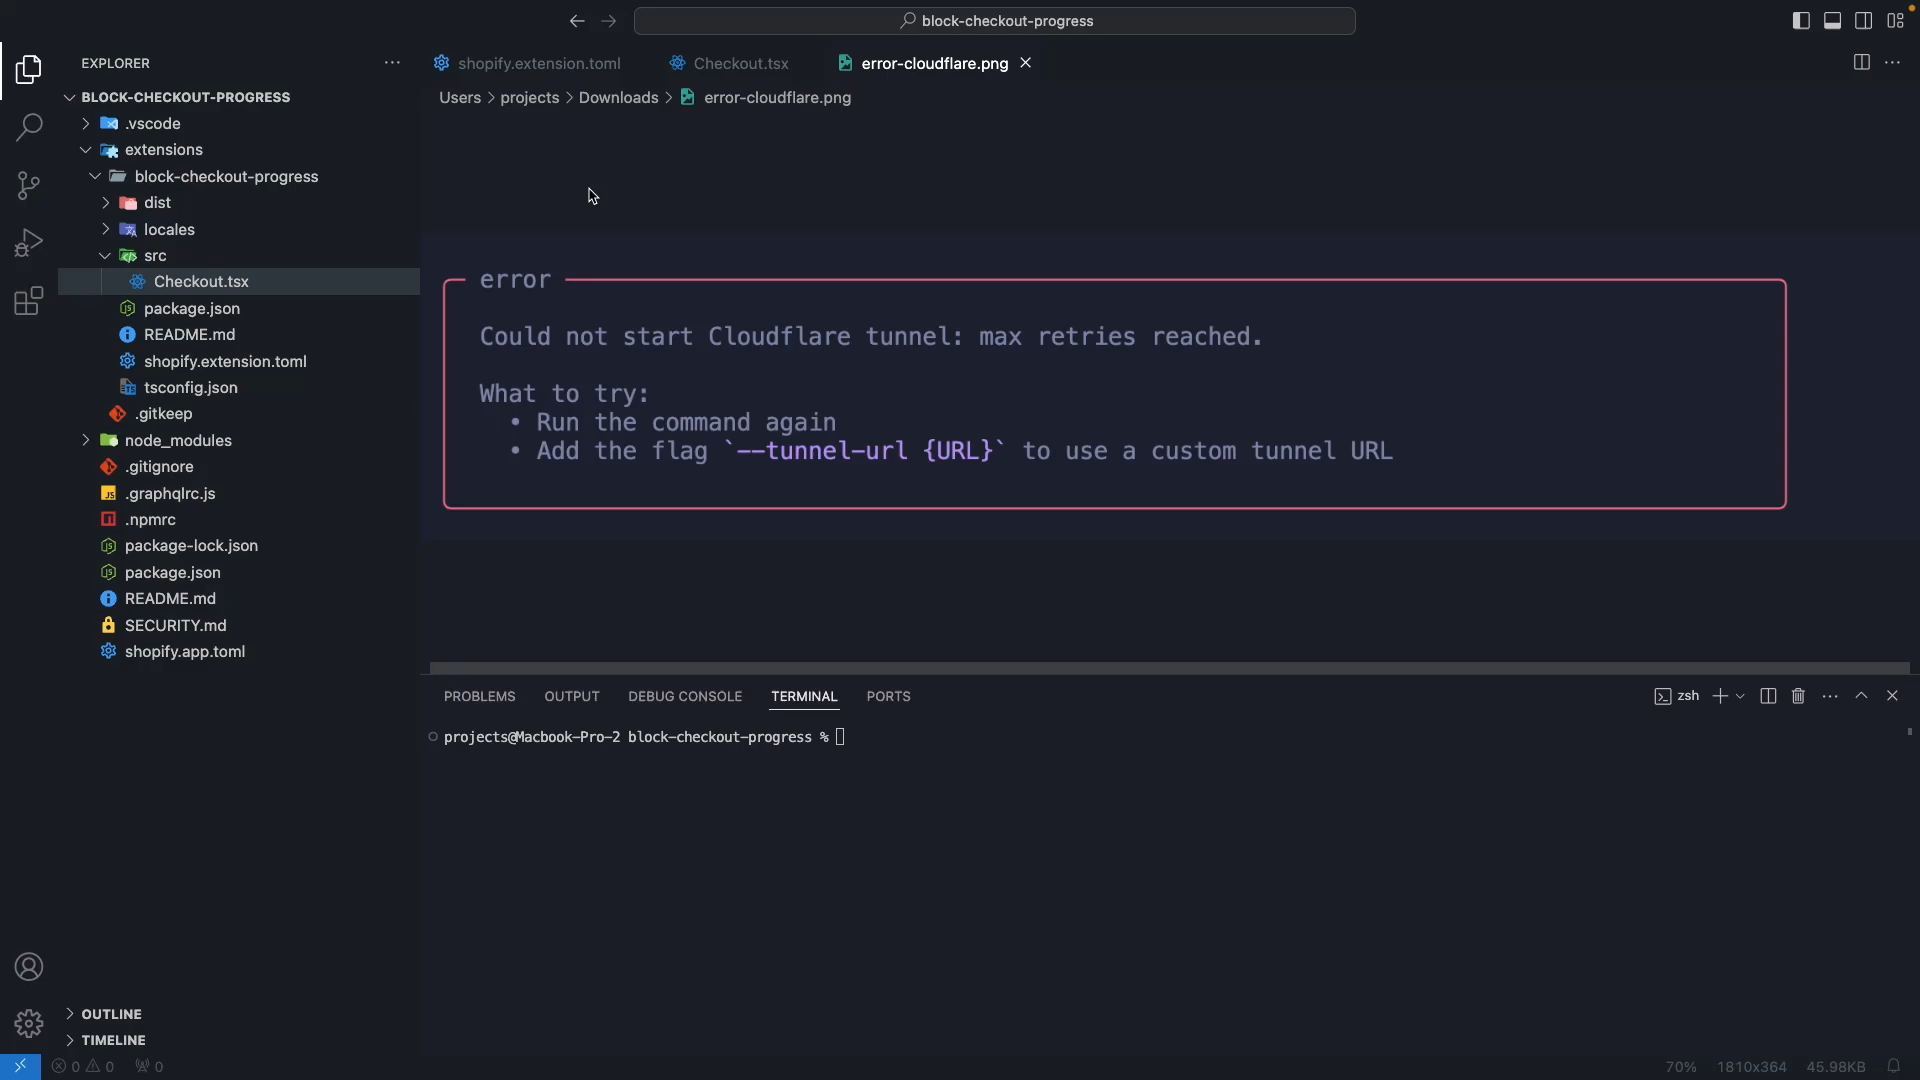 block-checkout-progress
EXPLORER
BLOCK-CHECKOUT-PROGRESS
.vscode
extensions
block-checkout-progress
dist
locales
src
Checkout.tsx
package.json
README.md
shopify.extension.toml
tsconfig.json
.gitkeep
node_modules
.gitignore
.graphqlrc.js
.npmrc
package-lock.json
package.json
README.md
SECURITY.md
shopify.app.toml
OUTLINE
TIMELINE
shopify.extension.toml Checkout.tsx error-cloudflare.png
Users > projects > Downloads > error-cloudflare.png
error
Could not start Cloudflare tunnel: max retries reached.
What to try:
• Run the command again
• Add the flag `--tunnel-url {URL}` to use a custom tunnel URL
PROBLEMS OUTPUT DEBUG CONSOLE TERMINAL PORTS
zsh
projects@Macbook-Pro-2 block-checkout-progress %
0 0 0
70% 1810x364 45.98KB